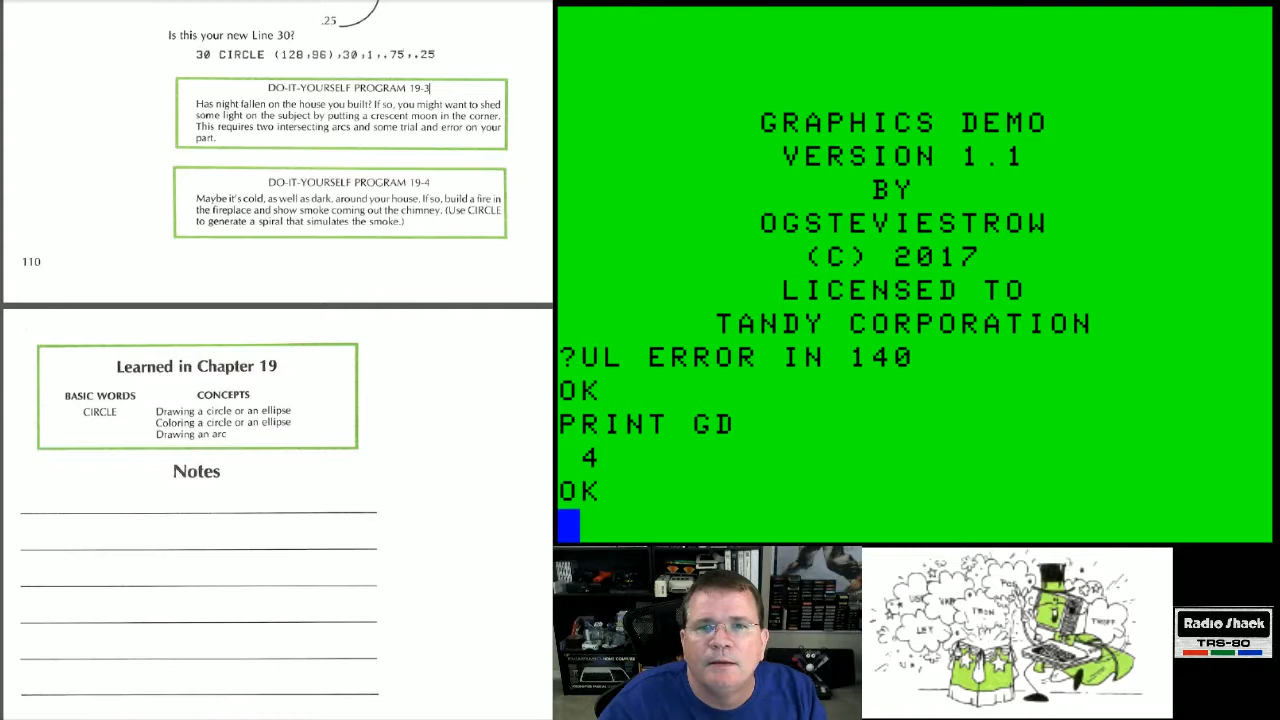 .25
Is this your new Line 30?
30 CIRCLE (128,96),30,1,.75,.25
DO-IT-YOURSELF PROGRAM 19-3
Has night fallen on the house you built? If so, you might want to shed
some light on the subject by putting a crescent moon in the corner.
This requires two intersecting arcs and some trial and error on your
part.
DO-IT-YOURSELF PROGRAM 19-4
Maybe it's cold, as well as dark, around your house. If so, build a fire in
the fireplace and show smoke coming out the chimney. (Use CIRCLE
to generate a spiral that simulates the smoke.)
110
Learned in Chapter 19
BASIC WORDS CONCEPTS
CIRCLE Drawing a circle or an ellipse
Coloring a circle or an ellipse
Drawing an arc
Notes
GRAPHICS DEMO
VERSION 1.1
BY
OGSTEVIESTROW
(C) 2017
LICENSED TO
TANDY CORPORATION
?UL ERROR IN 140
OK
PRINT GD
4
OK
LET
TRON
Radio Shack
TRS-80